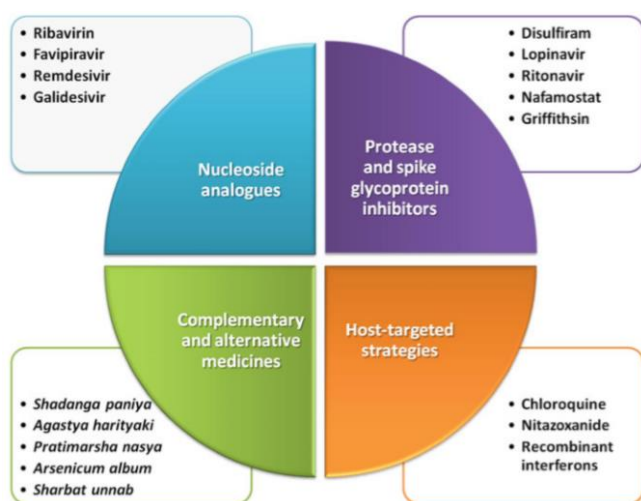 • Ribavirin
• Favipiravir
• Remdesivir
• Galidesivir
• Disulfiram
• Lopinavir
• Ritonavir
• Nafamostat
• Griffithsin
Nucleoside
analogues
Protease
and spike
glycoprotein
inhibitors
Complementary
and alternative
medicines
Host-targeted
strategies
• Shadanga paniya
• Agastya harityaki
• Pratimarsha nasya
• Arsenicum album
• Sharbat unnab
• Chloroquine
• Nitazoxanide
• Recombinant
interferons